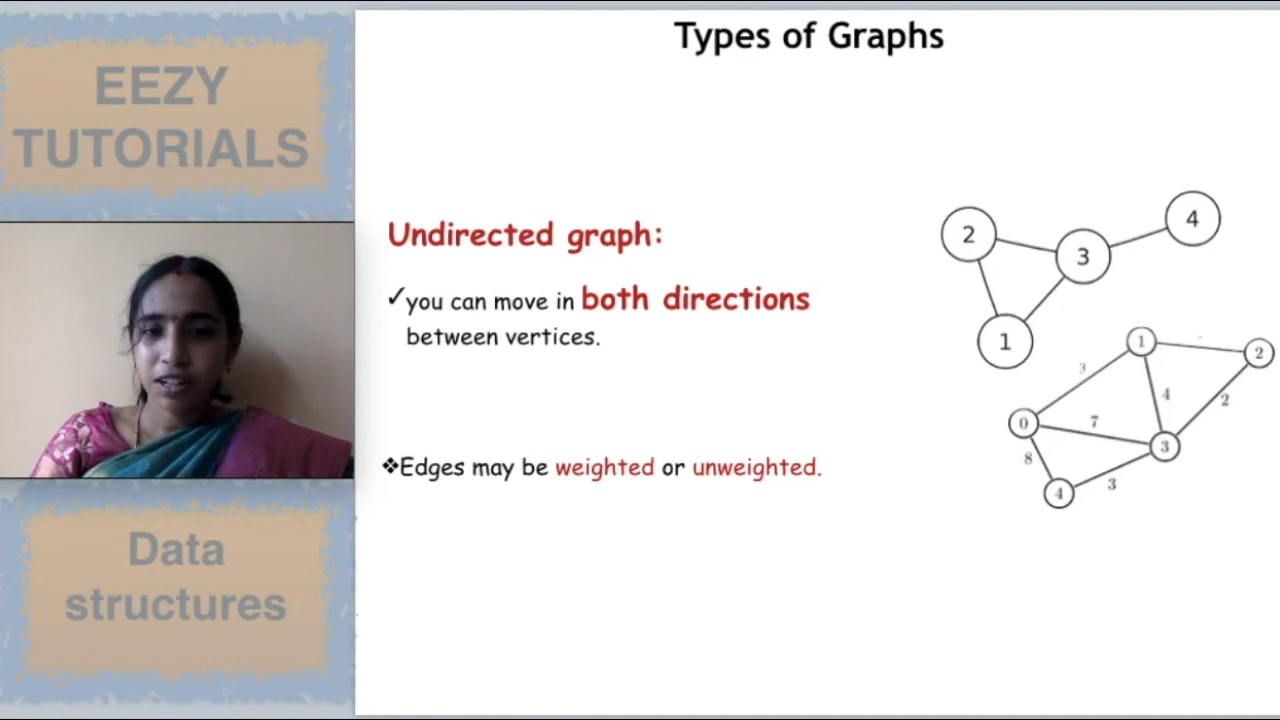 Types of Graphs
EEZY
TUTORIALS
Undirected graph:
✓you can move in both directions
between vertices.
❖Edges may be weighted or unweighted.
2
4
3
1
1
2
3
4
2
0
7
3
8
4
3
Data
structures